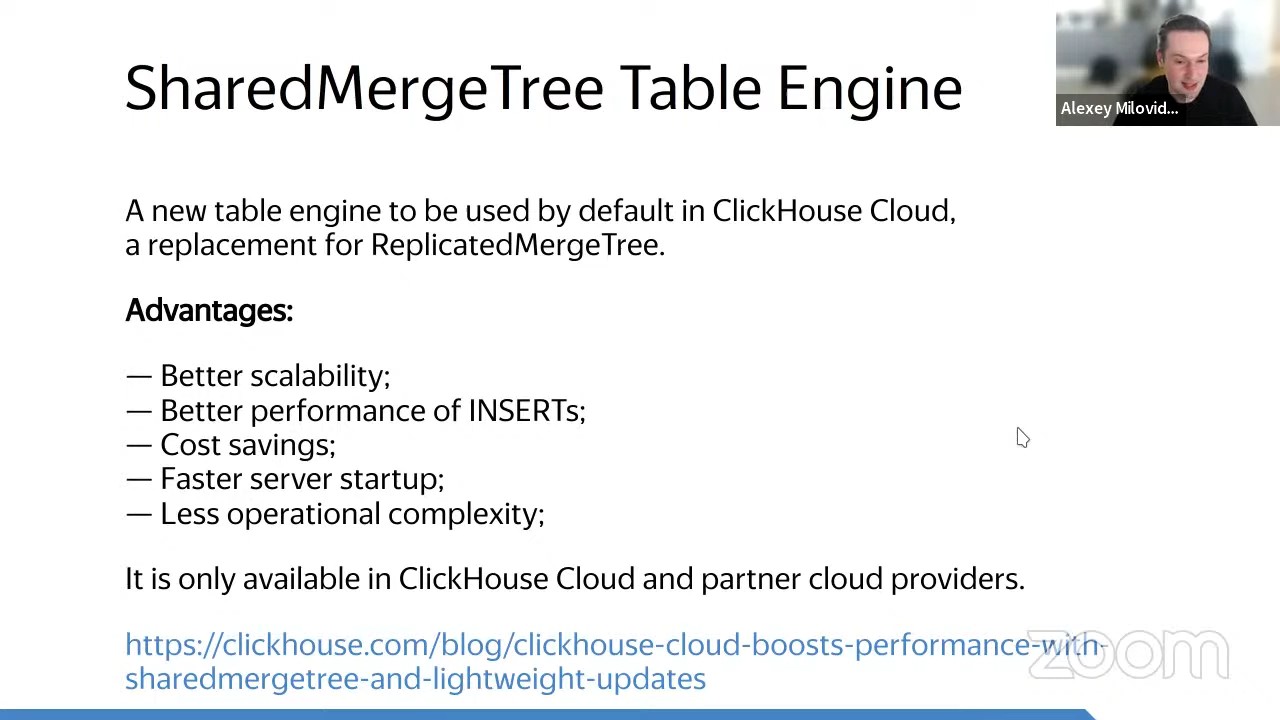 SharedMergeTree Table Engine
Alexey Milovid...
A new table engine to be used by default in ClickHouse Cloud,
a replacement for ReplicatedMergeTree.
Advantages:
— Better scalability;
— Better performance of INSERTs;
— Cost savings;
— Faster server startup;
— Less operational complexity;
It is only available in ClickHouse Cloud and partner cloud providers.
https://clickhouse.com/blog/clickhouse-cloud-boosts-performance-with-
sharedmergetree-and-lightweight-updates
zoom